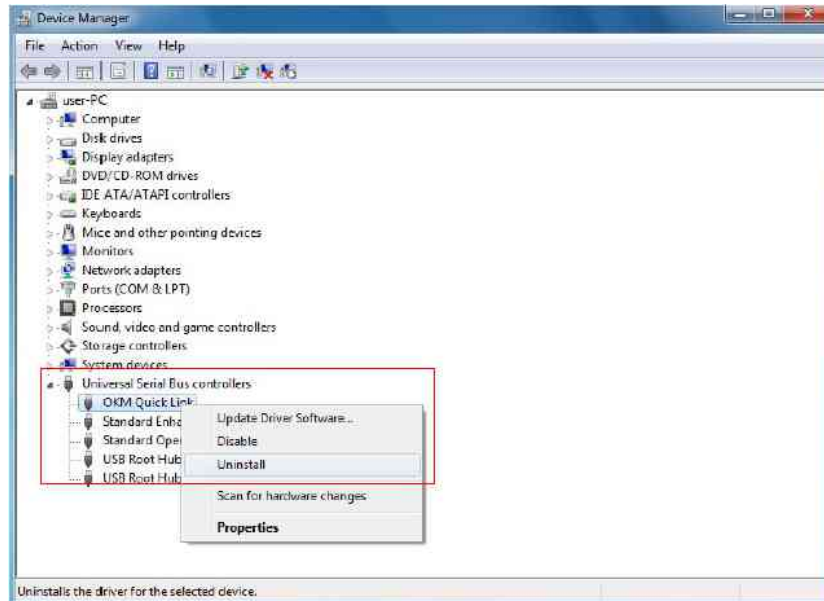 Device Manager
File Action View Help
user-PC
Computer
Disk drives
Display adapters
DVD/CD-ROM drives
IDE ATA/ATAPI controllers
Keyboards
Mice and other pointing devices
Monitors
Network adapters
Ports (COM & LPT)
Processors
Sound, video and game controllers
Storage controllers
System devices
Universal Serial Bus controllers
OKM Quick Link
Standard Enha
Standard Ope
USB Root Hub
USB Root Hub
Update Driver Software...
Disable
Uninstall
Scan for hardware changes
Properties
Uninstalls the driver for the selected device.